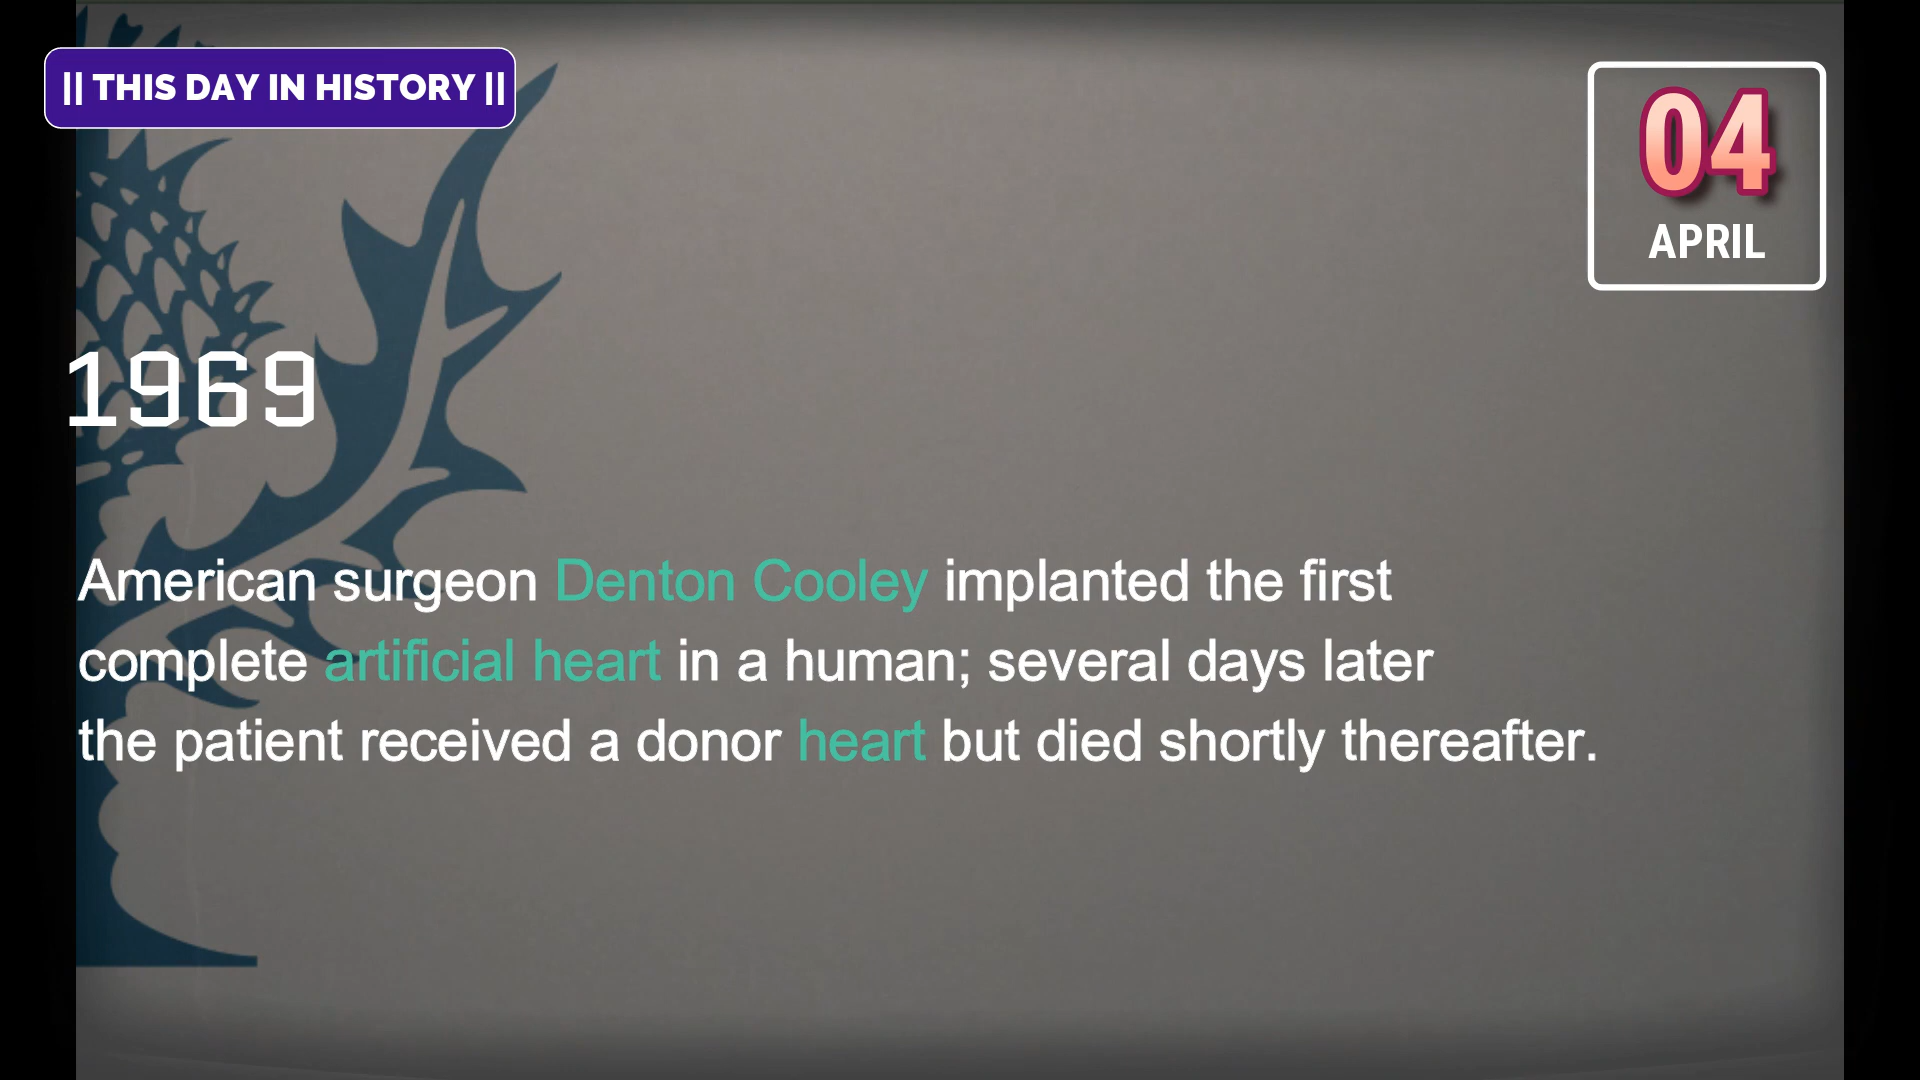 || THIS DAY IN HISTORY ||
04
APRIL
1969
American surgeon Denton Cooley implanted the first
complete artificial heart in a human; several days later
the patient received a donor heart but died shortly thereafter.